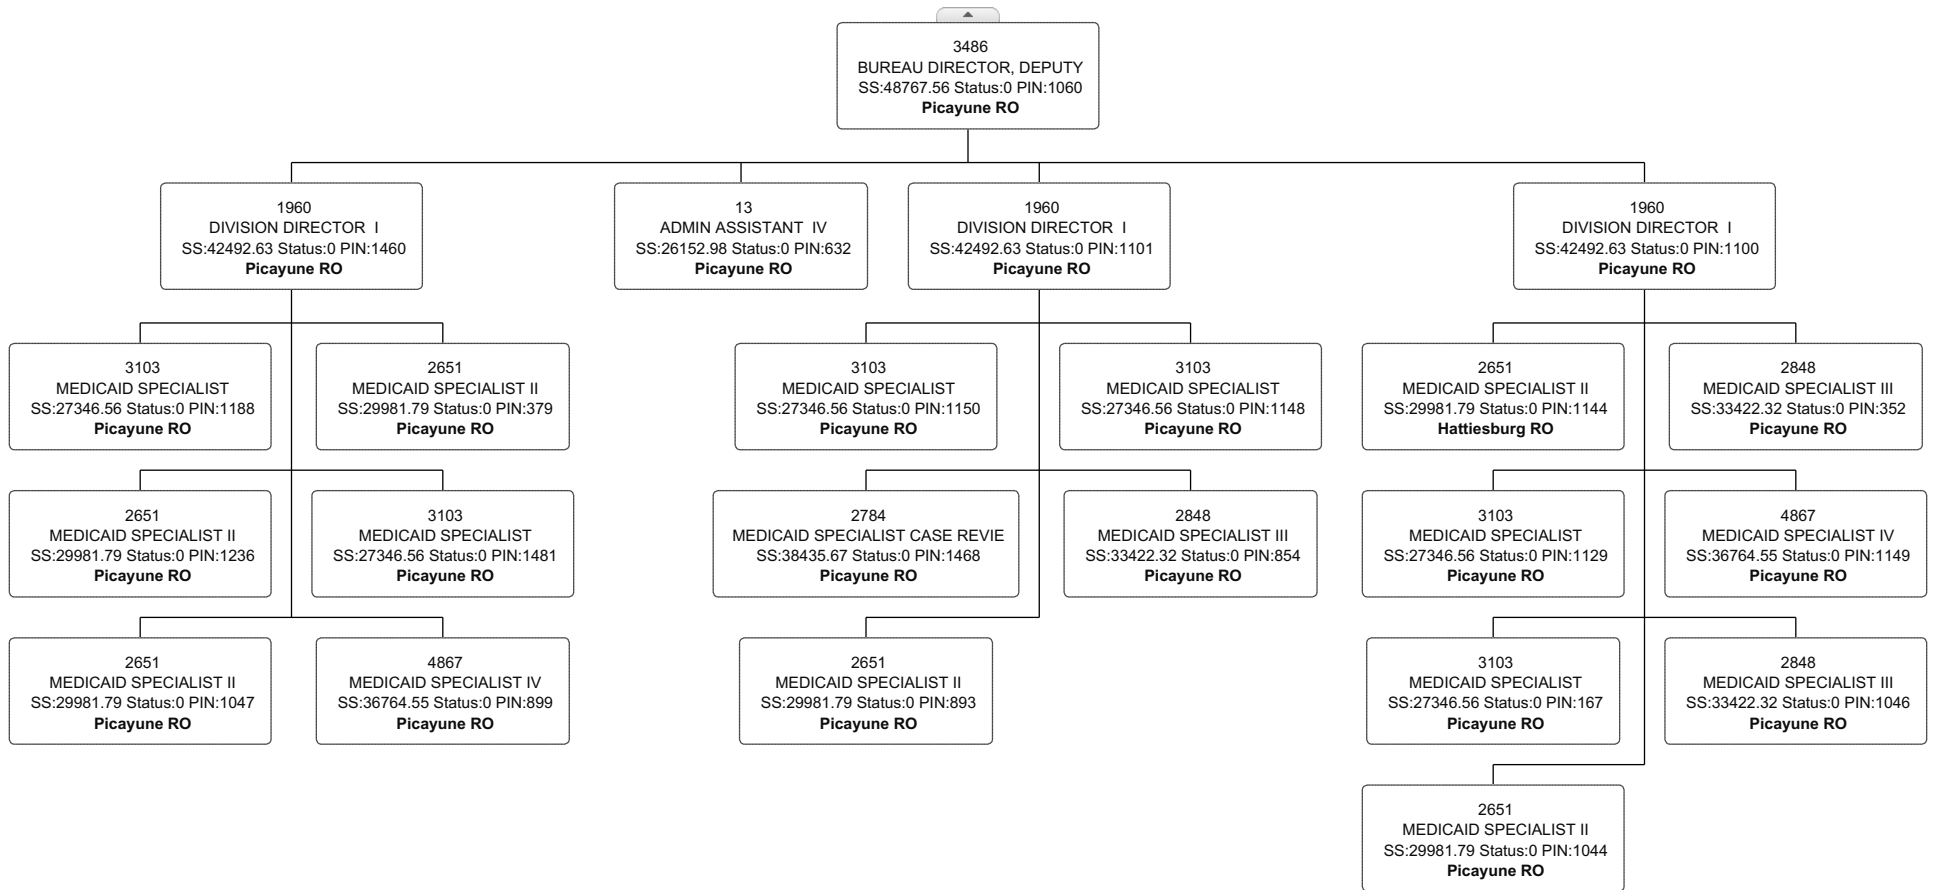 3486
BUREAU DIRECTOR, DEPUTY
SS:48767.56 Status:0 PIN:1060
Picayune RO
1960
DIVISION DIRECTOR I
SS:42492.63 Status:0 PIN:1460
Picayune RO
13
ADMIN ASSISTANT IV
SS:26152.98 Status:0 PIN:632
Picayune RO
1960
DIVISION DIRECTOR I
SS:42492.63 Status:0 PIN:1101
Picayune RO
1960
DIVISION DIRECTOR I
SS:42492.63 Status:0 PIN:1100
Picayune RO
3103
MEDICAID SPECIALIST
SS:27346.56 Status:0 PIN:1188
Picayune RO
2651
MEDICAID SPECIALIST II
SS:29981.79 Status:0 PIN:379
Picayune RO
3103
MEDICAID SPECIALIST
SS:27346.56 Status:0 PIN:1150
Picayune RO
3103
MEDICAID SPECIALIST
SS:27346.56 Status:0 PIN:1148
Picayune RO
2651
MEDICAID SPECIALIST II
SS:29981.79 Status:0 PIN:1144
Hattiesburg RO
2848
MEDICAID SPECIALIST III
SS:33422.32 Status:0 PIN:352
Picayune RO
2651
MEDICAID SPECIALIST II
SS:29981.79 Status:0 PIN:1236
Picayune RO
3103
MEDICAID SPECIALIST
SS:27346.56 Status:0 PIN:1481
Picayune RO
2784
MEDICAID SPECIALIST CASE REVIE
SS:38435.67 Status:0 PIN:1468
Picayune RO
2848
MEDICAID SPECIALIST III
SS:33422.32 Status:0 PIN:854
Picayune RO
3103
MEDICAID SPECIALIST
SS:27346.56 Status:0 PIN:1129
Picayune RO
4867
MEDICAID SPECIALIST IV
SS:36764.55 Status:0 PIN:1149
Picayune RO
2651
MEDICAID SPECIALIST II
SS:29981.79 Status:0 PIN:1047
Picayune RO
4867
MEDICAID SPECIALIST IV
SS:36764.55 Status:0 PIN:899
Picayune RO
2651
MEDICAID SPECIALIST II
SS:29981.79 Status:0 PIN:893
Picayune RO
3103
MEDICAID SPECIALIST
SS:27346.56 Status:0 PIN:167
Picayune RO
2848
MEDICAID SPECIALIST III
SS:33422.32 Status:0 PIN:1046
Picayune RO
2651
MEDICAID SPECIALIST II
SS:29981.79 Status:0 PIN:1044
Picayune RO